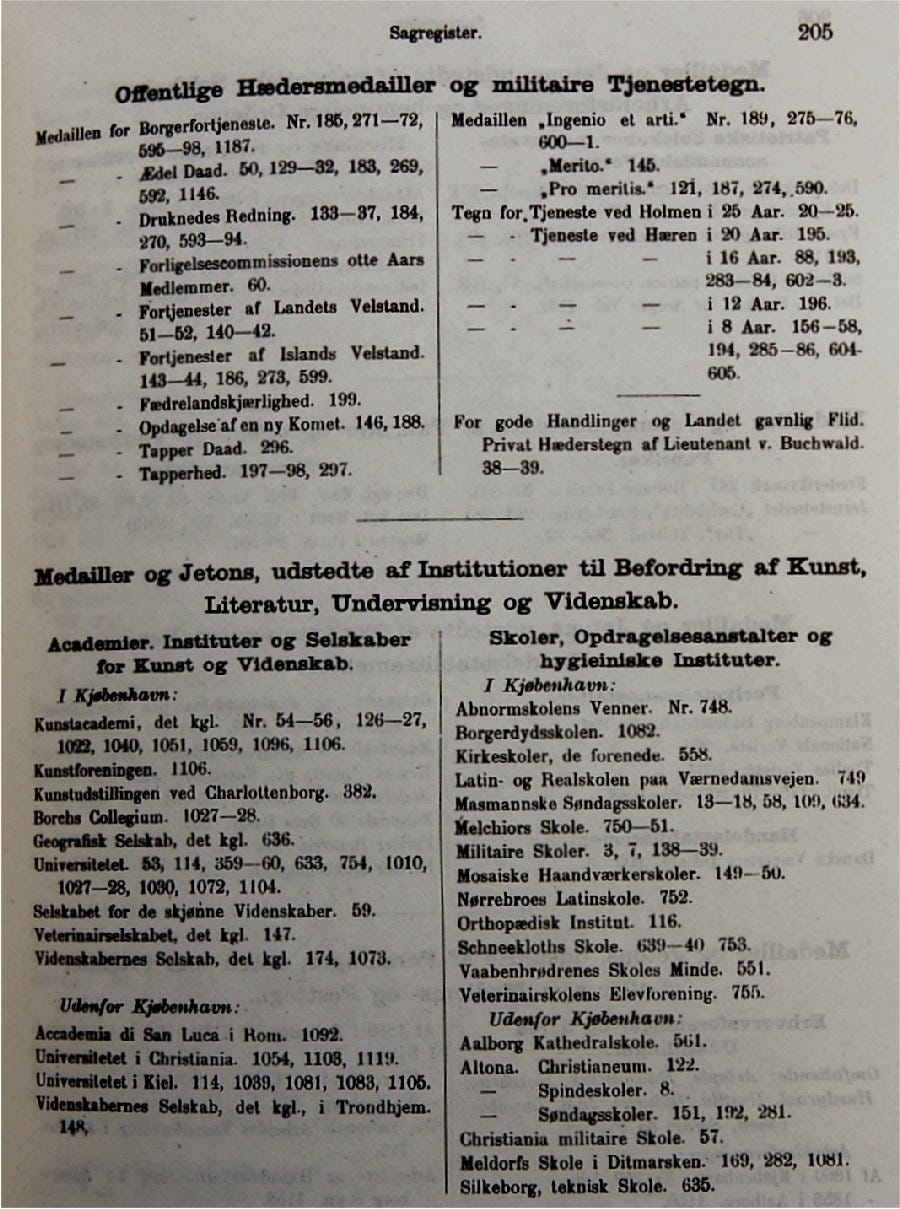 Sagregister. 205
Offentlige Hædersmedailler og militaire Tjenestetegn.
Medaillen for Borgerfortjeneste. Nr. 185, 271—72,
595—98, 1187.
— - Ædel Daad. 50, 129—32, 183, 269,
592, 1146.
— - Druknedes Redning. 133—37, 184,
270, 593—94.
— - Forligelsescommissionens otte Aars
Medlemmer. 60.
— - Fortjenester af Landets Velstand.
51—52, 140—42.
— - Fortjenester af Islands Velstand.
143—44, 186, 273, 599.
— - Fædrelandskjærlighed. 199.
— - Opdagelse af en ny Komet. 146, 188.
— - Tapper Daad. 296.
— - Tapperhed. 197—98, 297.
Medaillen „Ingenio et arti.“ Nr. 189, 275—76,
600—1.
— „Merito.“ 145.
— „Pro meritis.“ 121, 187, 274, 590.
Tegn for Tjeneste ved Holmen i 25 Aar. 20—25.
— - Tjeneste ved Hæren i 20 Aar. 195.
— - — — i 16 Aar. 88, 193,
283—84, 602—3.
— - — — i 12 Aar. 196.
— - — — i 8 Aar. 156—58,
194, 285—86, 604-
605.
For gode Handlinger og Landet gavnlig Flid.
Privat Hæderstegn af Lieutenant v. Buchwald.
38—39.
Medailler og Jetons, udstedte af Institutioner til Befordring af Kunst,
Literatur, Undervisning og Videnskab.
Academier. Instituter og Selskaber
for Kunst og Videnskab.
I Kjøbenhavn:
Kunstacademi, det kgl. Nr. 54—56, 126—27,
1022, 1040, 1051, 1059, 1096, 1106.
Kunstforeningen. 1106.
Kunstudstillingen ved Charlottenborg. 382.
Borchs Collegium. 1027—28.
Geografisk Selskab, det kgl. 636.
Universitetet. 53, 114, 359—60, 633, 754, 1010,
1027—28, 1030, 1072, 1104.
Selskabet for de skjønne Videnskaber. 59.
Veterinairselskabet, det kgl. 147.
Videnskabernes Selskab, det kgl. 174, 1073.
Udenfor Kjøbenhavn:
Accademia di San Luca i Rom. 1092.
Universitetet i Christiania. 1054, 1108, 1119.
Universitetet i Kiel. 114, 1039, 1081, 1083, 1105.
Videnskabernes Selskab, det kgl., i Trondhjem.
148,
Skoler, Opdragelsesanstalter og
hygieiniske Instituter.
I Kjøbenhavn:
Abnormskolens Venner. Nr. 748.
Borgerdydsskolen. 1082.
Kirkeskoler, de forenede. 558.
Latin- og Realskolen paa Værnedamsvejen. 749
Masmannske Søndagsskoler. 13—18, 58, 109, 634.
Melchiors Skole. 750—51.
Militaire Skoler. 3, 7, 138—39.
Mosaiske Haandværkerskoler. 149—50.
Nørrebroes Latinskole. 752.
Orthopædisk Institut. 116.
Schneekloths Skole. 639—40 753.
Vaabenbrødrenes Skoles Minde. 551.
Veterinairskolens Elevforening. 755.
Udenfor Kjøbenhavn:
Aalborg Kathedralskole. 561.
Altona. Christianeum. 122.
— Spindeskoler. 8.
— Søndagsskoler. 151, 192, 281.
Christiania militaire Skole. 57.
Meldorfs Skole i Ditmarsken. 169, 282, 1081.
Silkeborg, teknisk Skole. 635.